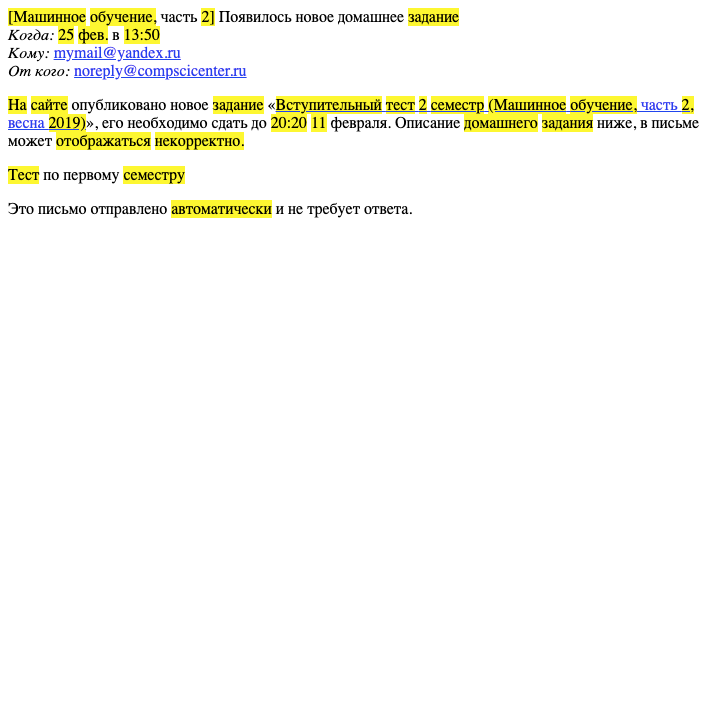 [Машинное обучение, часть 2] Появилось новое домашнее задание
Когда: 25 фев. в 13:50
Кому: mymail@yandex.ru
От кого: noreply@compscicenter.ru
На сайте опубликовано новое задание «Вступительный тест 2 семестр (Машинное обучение, часть 2,
весна 2019)», его необходимо сдать до 20:20 11 февраля. Описание домашнего задания ниже, в письме
может отображаться некорректно.
Тест по первому семестру
Это письмо отправлено автоматически и не требует ответа.